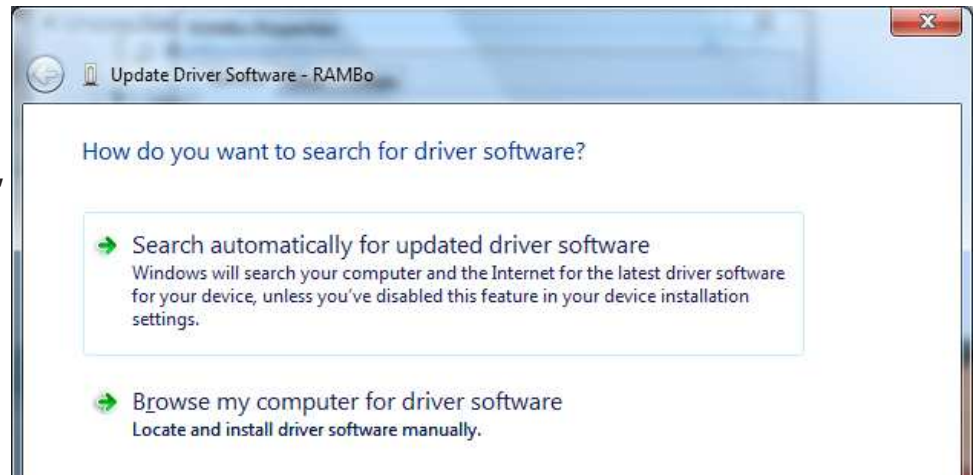 Update Driver Software - RAMBo
How do you want to search for driver software?
Search automatically for updated driver software
Windows will search your computer and the Internet for the latest driver software
for your device, unless you've disabled this feature in your device installation
settings.
Browse my computer for driver software
Locate and install driver software manually.